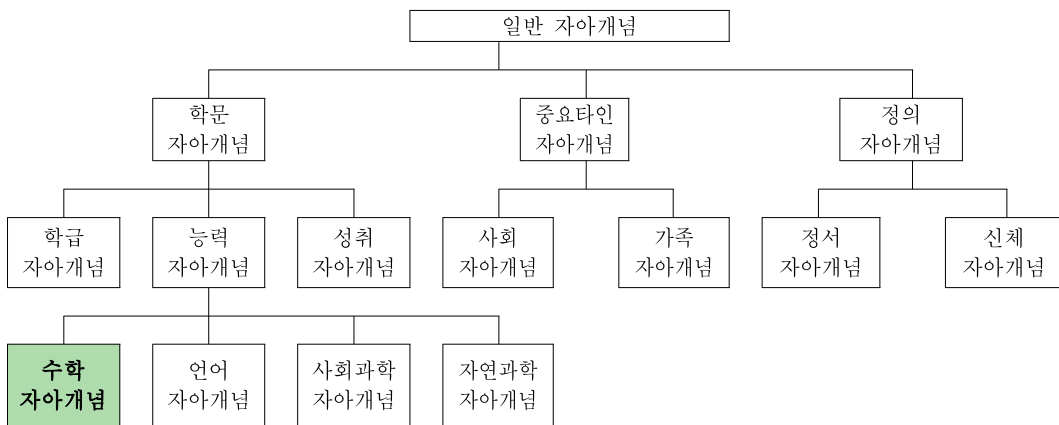 일반 자아개념
학문
자아개념
중요타인
자아개념
정의
자아개념
학급
자아개념
능력
자아개념
성취
자아개념
사회
자아개념
가족
자아개념
정서
자아개념
신체
자아개념
수학
자아개념
언어
자아개념
사회과학
자아개념
자연과학
자아개념